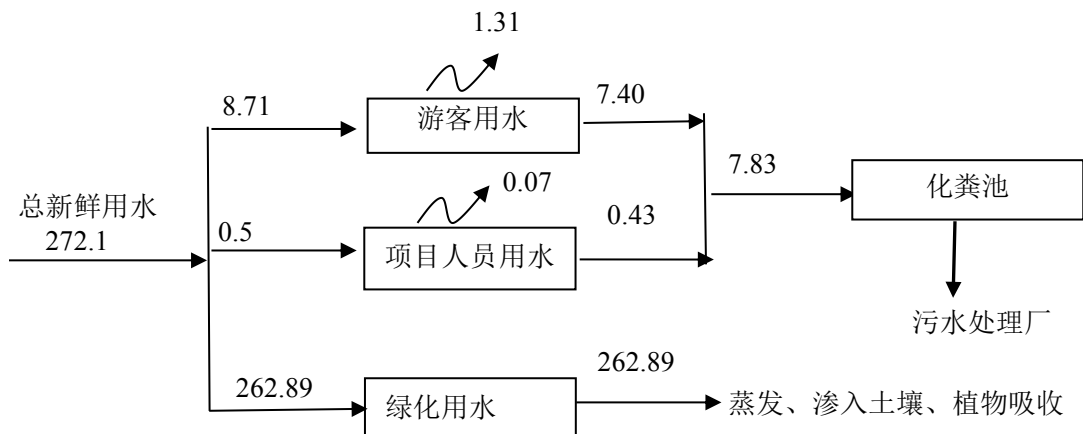 1.31
8.71
游客用水
7.40
7.83
化粪池
总新鲜用水
272.1
0.07
0.5
项目人员用水
0.43
污水处理厂
262.89
绿化用水
262.89
蒸发、渗入土壤、植物吸收